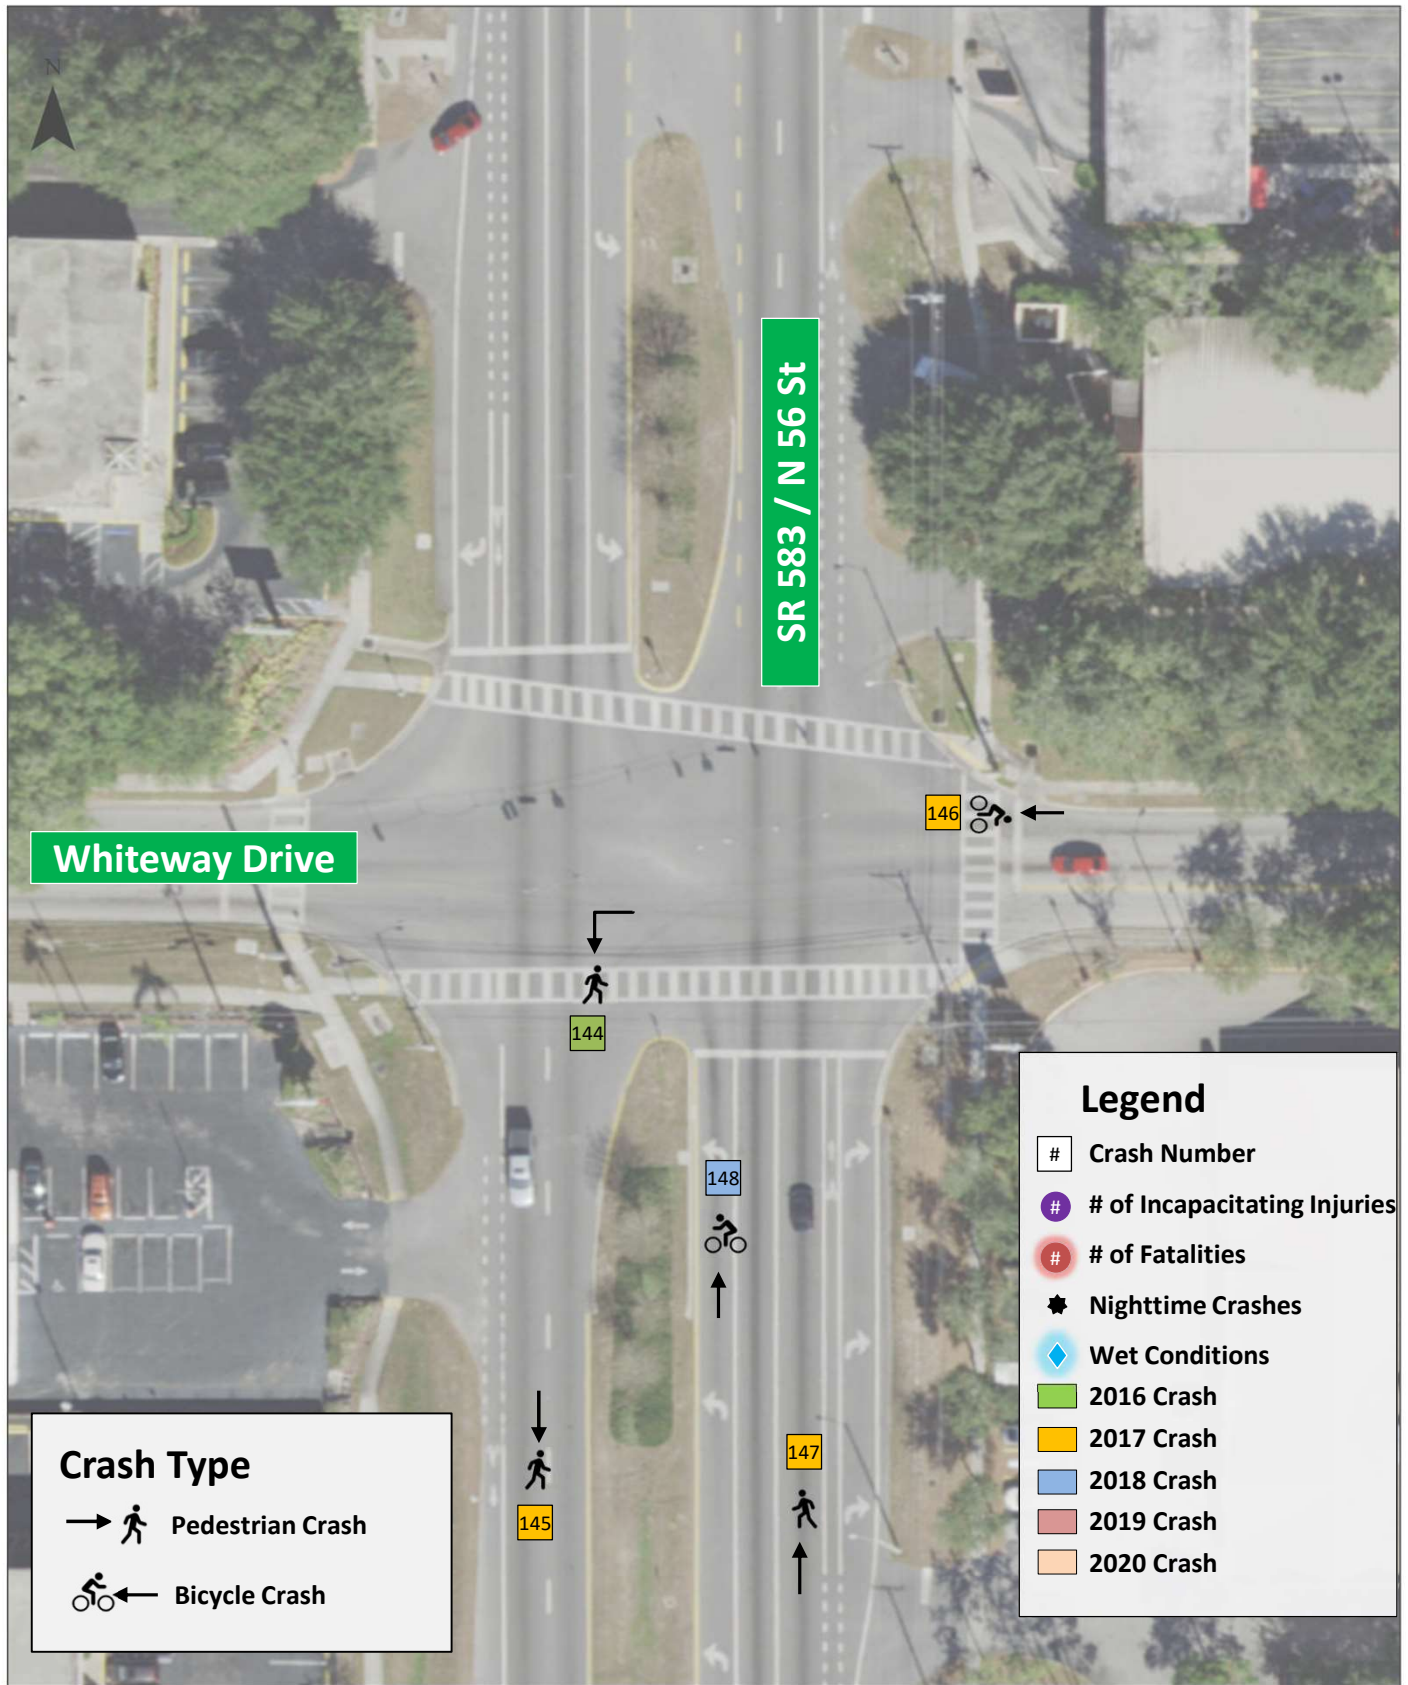 N
SR 583 / N 56 St
146
Whiteway Drive
144
148
147
145
Legend
# Crash Number
# # of Incapacitating Injuries
# # of Fatalities
Nighttime Crashes
Wet Conditions
2016 Crash
2017 Crash
2018 Crash
2019 Crash
2020 Crash
Crash Type
Pedestrian Crash
Bicycle Crash